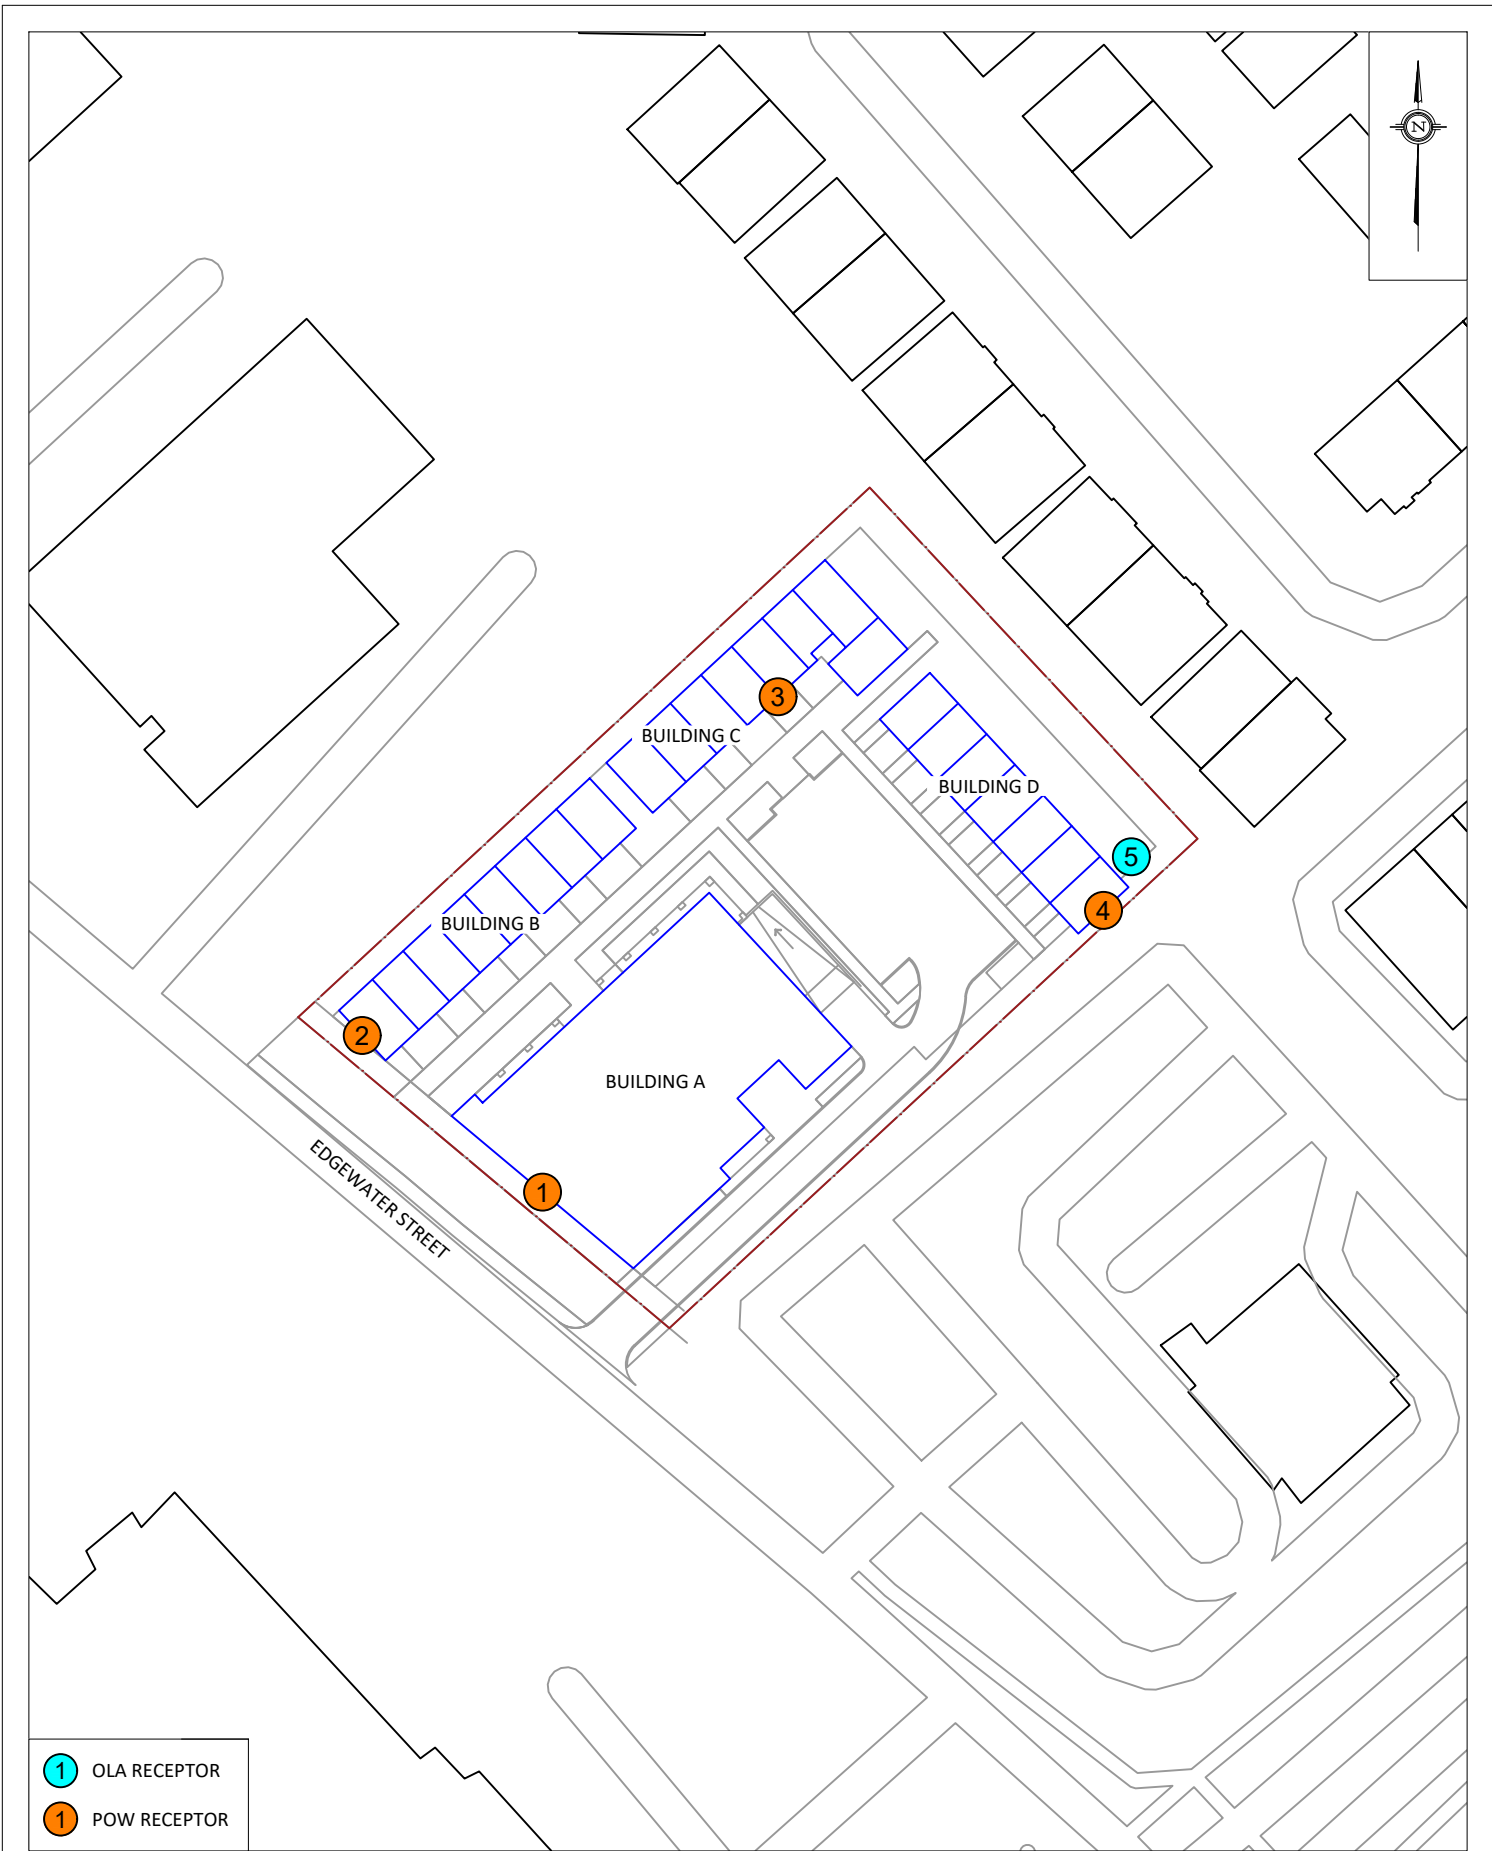 N
3
BUILDING C
BUILDING D
5
4
BUILDING B
2
BUILDING A
1
EDGEWATER STREET
1 OLA RECEPTOR
1 POW RECEPTOR